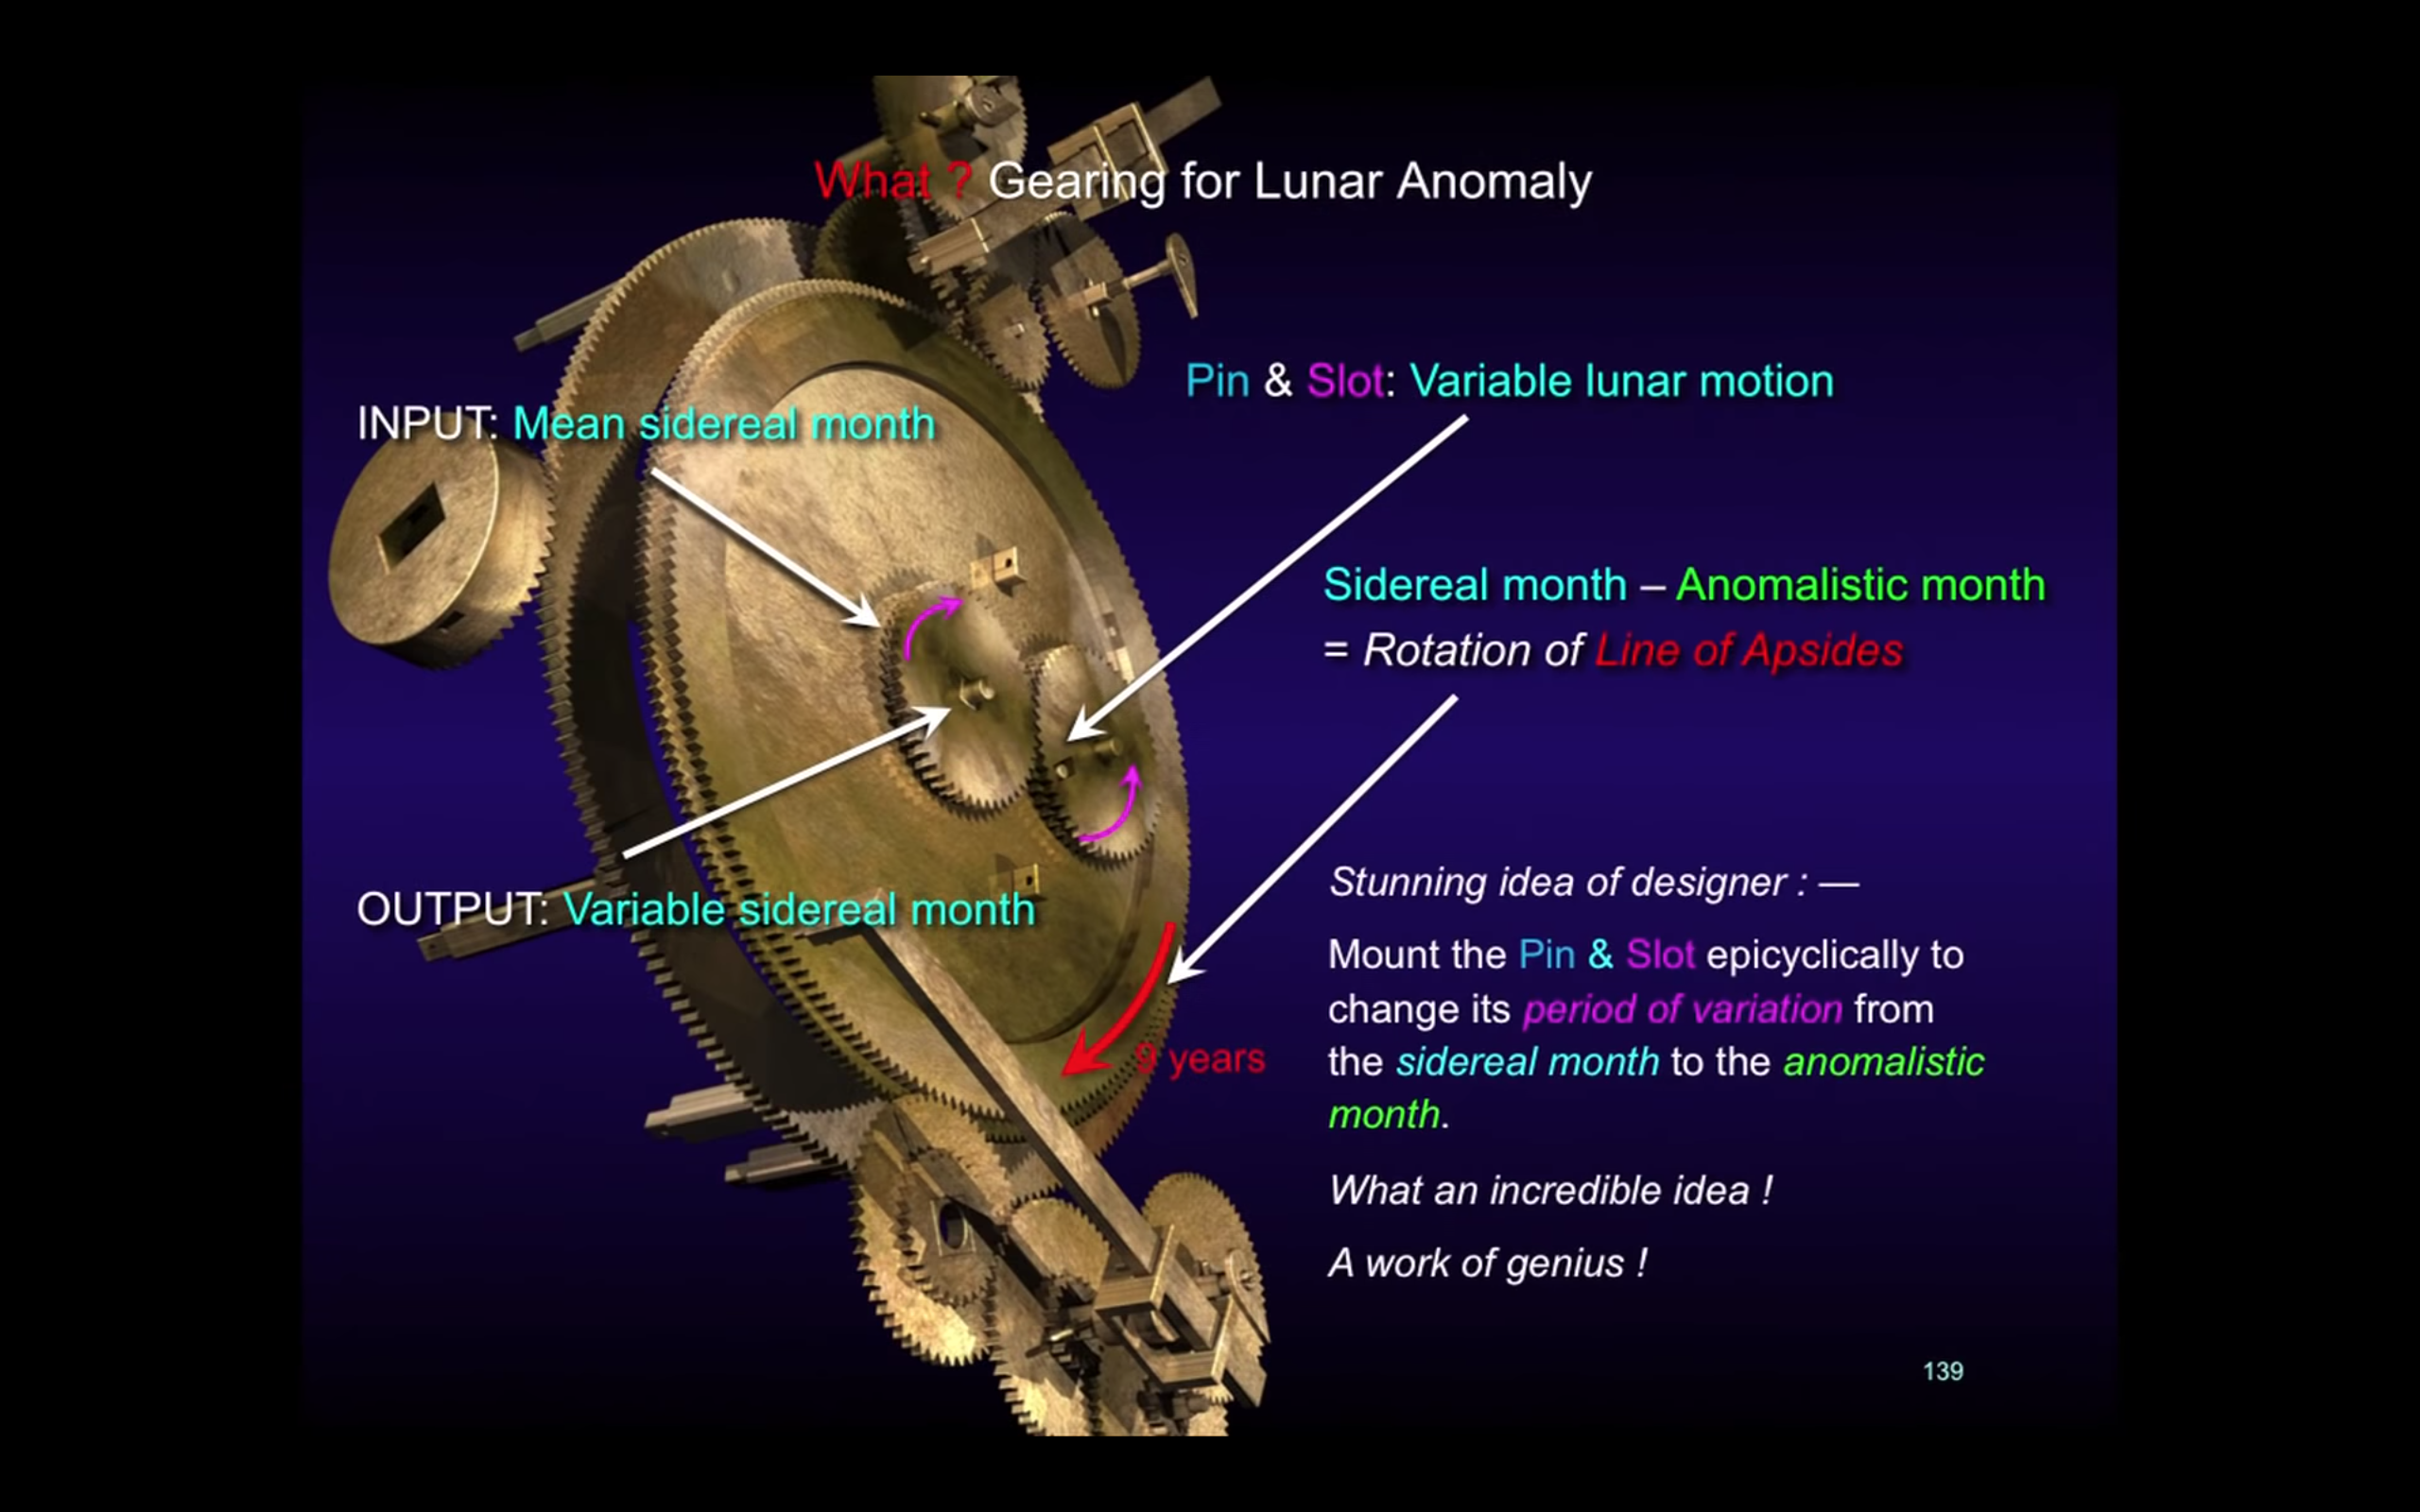 What ? Gearing for Lunar Anomaly
Pin & Slot: Variable lunar motion
INPUT: Mean sidereal month
Sidereal month – Anomalistic month
= Rotation of Line of Apsides
OUTPUT: Variable sidereal month
9 years
Stunning idea of designer : —
Mount the Pin & Slot epicyclically to
change its period of variation from
the sidereal month to the anomalistic
month.
What an incredible idea !
A work of genius !
139